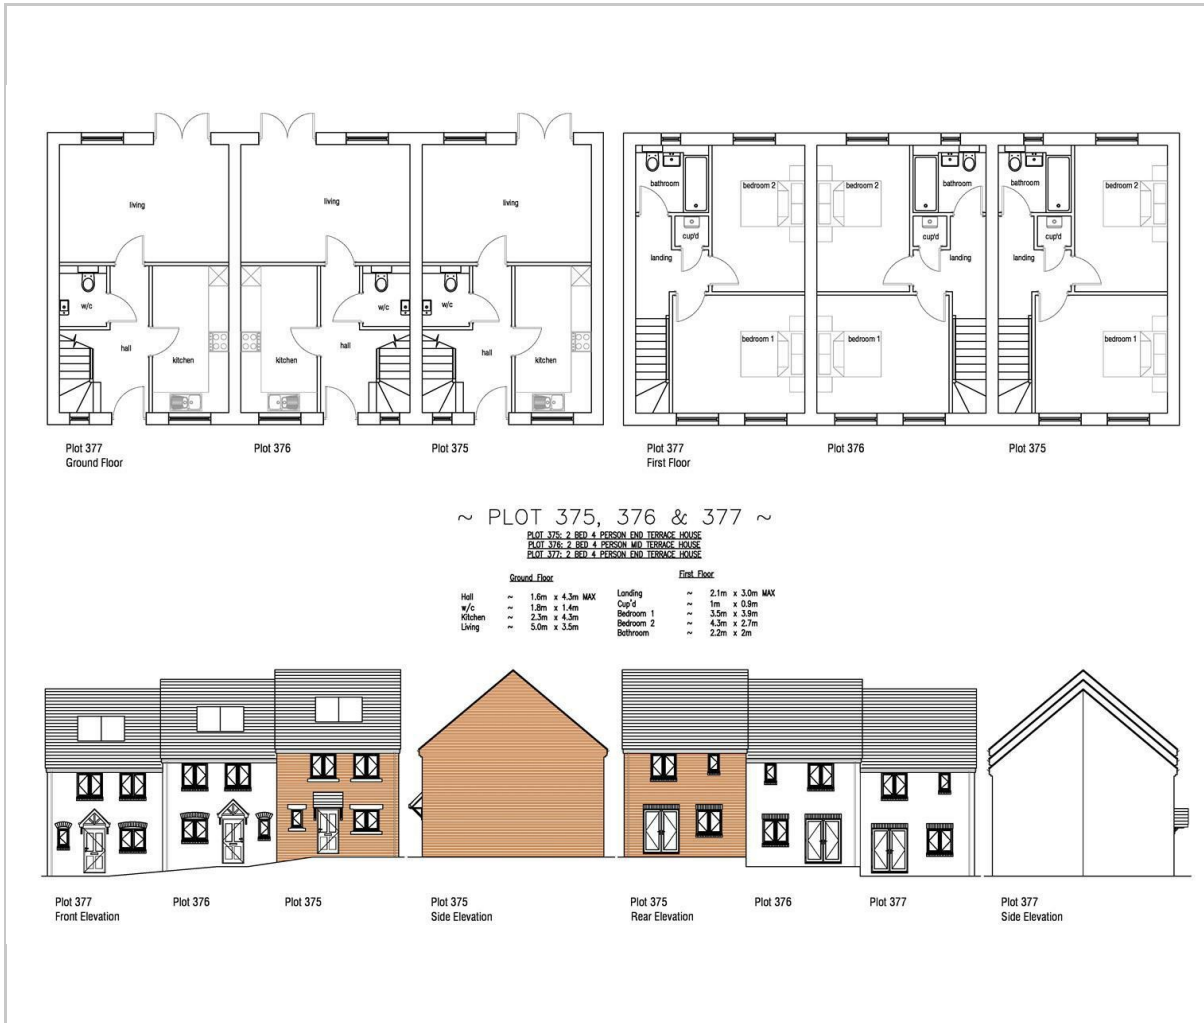 living
living
living
w/c
w/c
w/c
hall
hall
hall
kitchen
kitchen
kitchen
Plot 377
Ground Floor
Plot 376
Plot 375
bathroom
bedroom 2
bedroom 2
bathroom
bathroom
bedroom 2
cup'd
cup'd
cup'd
landing
landing
landing
bedroom 1
bedroom 1
bedroom 1
Plot 377
First Floor
Plot 376
Plot 375
~ PLOT 375, 376 & 377 ~
PLOT 375: 2 BED 4 PERSON END TERRACE HOUSE
PLOT 376: 2 BED 4 PERSON MID TERRACE HOUSE
PLOT 377: 2 BED 4 PERSON END TERRACE HOUSE
Ground Floor
Hall ~ 1.6m x 4.3m MAX
w/c ~ 1.8m x 1.4m
Kitchen ~ 2.3m x 4.3m
Living ~ 5.0m x 3.5m
First Floor
Landing ~ 2.1m x 3.0m MAX
Cup'd ~ 1m x 0.9m
Bedroom 1 ~ 3.5m x 3.9m
Bedroom 2 ~ 4.3m x 2.7m
Bathroom ~ 2.2m x 2m
Plot 377
Front Elevation
Plot 376
Plot 375
Plot 375
Side Elevation
Plot 375
Rear Elevation
Plot 376
Plot 377
Plot 377
Side Elevation